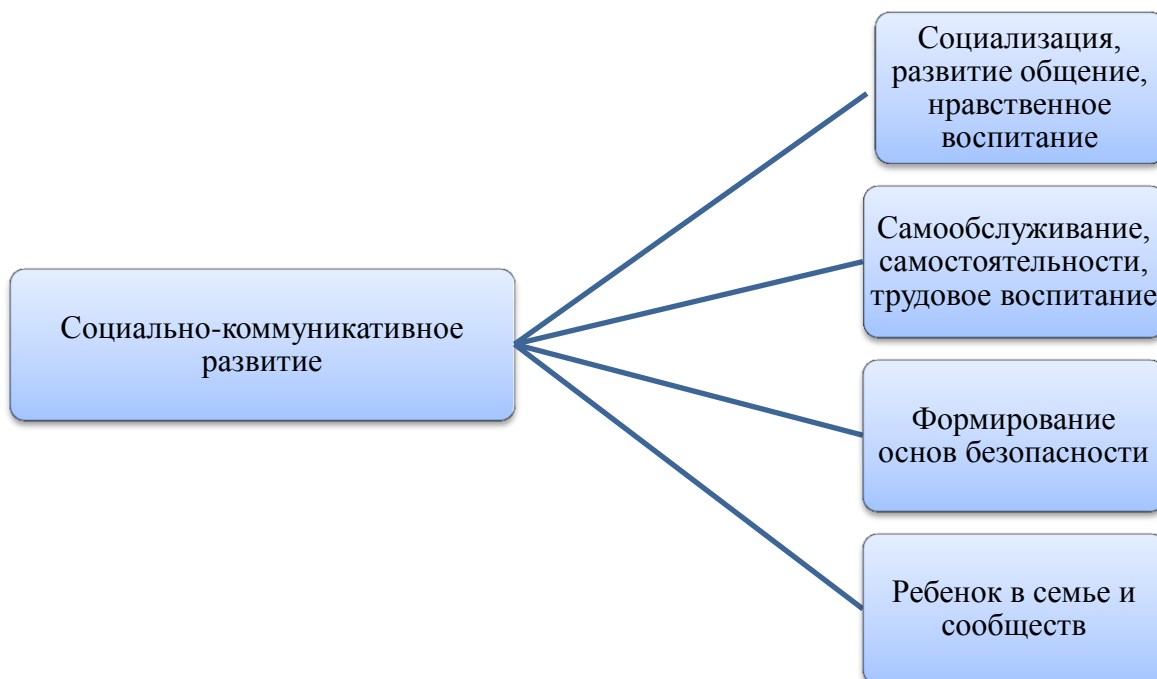 Социализация,
развитие общение,
нравственное
воспитание
Самообслуживание,
самостоятельности,
трудовое воспитание
Социально-коммуникативное
развитие
Формирование
основ безопасности
Ребенок в семье и
сообществ